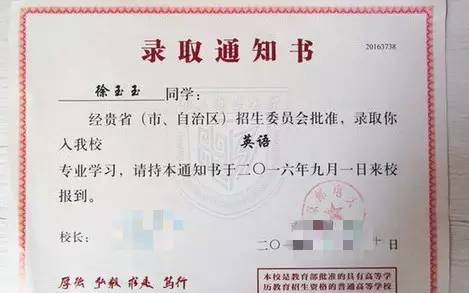 录取通知书
20163738
徐玉玉 同学:
经贵省（市、自治区）招生委员会批准，录取你
入我校 英语
专业学习，请持本通知书于二〇一六年九月一日来校
报到。
校长:
二〇一 十日
厚德 弘毅 求是 笃行
本校是教育部批准的具有高等学
历教育招生资格的普通高等学校